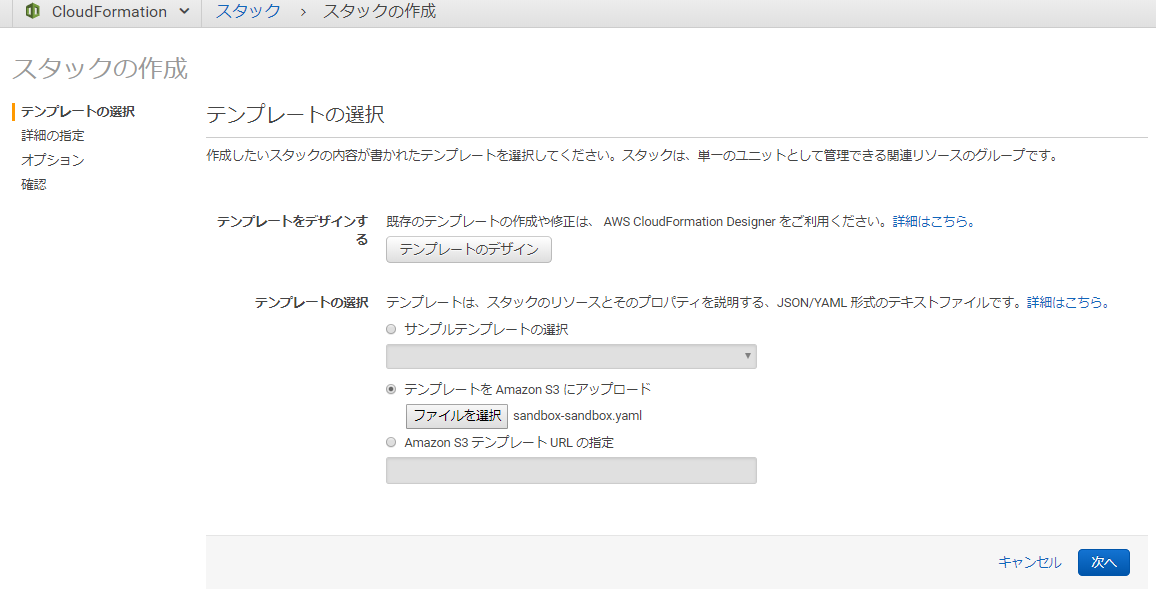 CloudFormation スタック › スタックの作成
スタックの作成
テンプレートの選択
詳細の指定
オプション
確認
テンプレートの選択
作成したいスタックの内容が書かれたテンプレートを選択してください。スタックは、単一のユニットとして管理できる関連リソースのグループです。
テンプレートをデザインす
る
既存のテンプレートの作成や修正は、 AWS CloudFormation Designer をご利用ください。詳細はこちら。
テンプレートのデザイン
テンプレートの選択
テンプレートは、スタックのリソースとそのプロパティを説明する、JSON/YAML 形式のテキストファイルです。詳細はこちら。
サンプルテンプレートの選択
テンプレートを Amazon S3 にアップロード
ファイルを選択 sandbox-sandbox.yaml
Amazon S3 テンプレート URL の指定
キャンセル 次へ